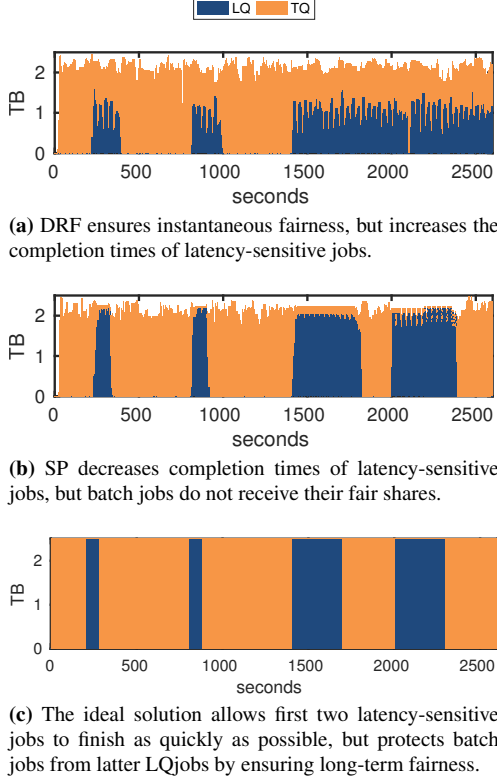 LQ TQ
2
1
0
TB
0 500 1000 1500 2000 2500
seconds
(a) DRF ensures instantaneous fairness, but increases the
completion times of latency-sensitive jobs.
2
1
0
TB
0 500 1000 1500 2000 2500
seconds
(b) SP decreases completion times of latency-sensitive
jobs, but batch jobs do not receive their fair shares.
2
1
0
TB
0 500 1000 1500 2000 2500
seconds
(c) The ideal solution allows first two latency-sensitive
jobs to finish as quickly as possible, but protects batch
jobs from latter LQjobs by ensuring long-term fairness.